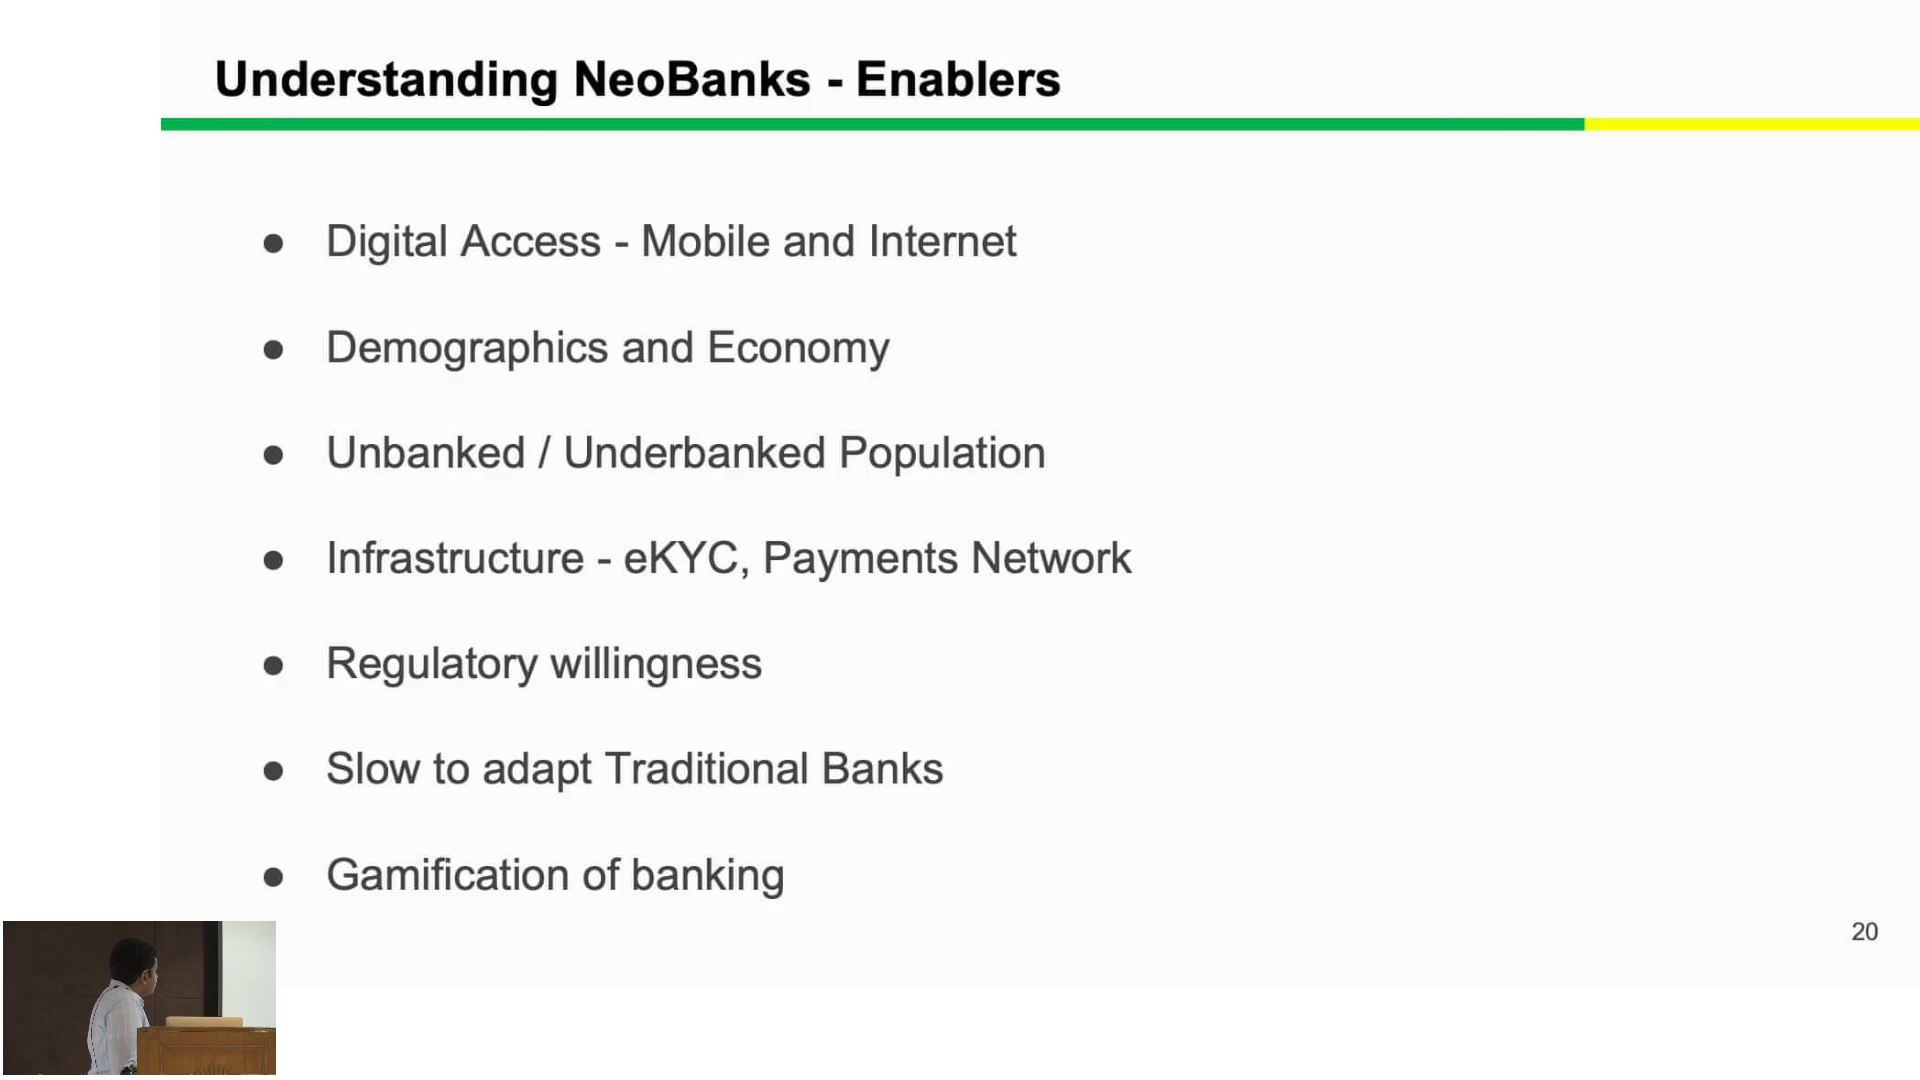 Understanding NeoBanks - Enablers
● Digital Access - Mobile and Internet
● Demographics and Economy
● Unbanked / Underbanked Population
● Infrastructure - eKYC, Payments Network
● Regulatory willingness
● Slow to adapt Traditional Banks
● Gamification of banking
20